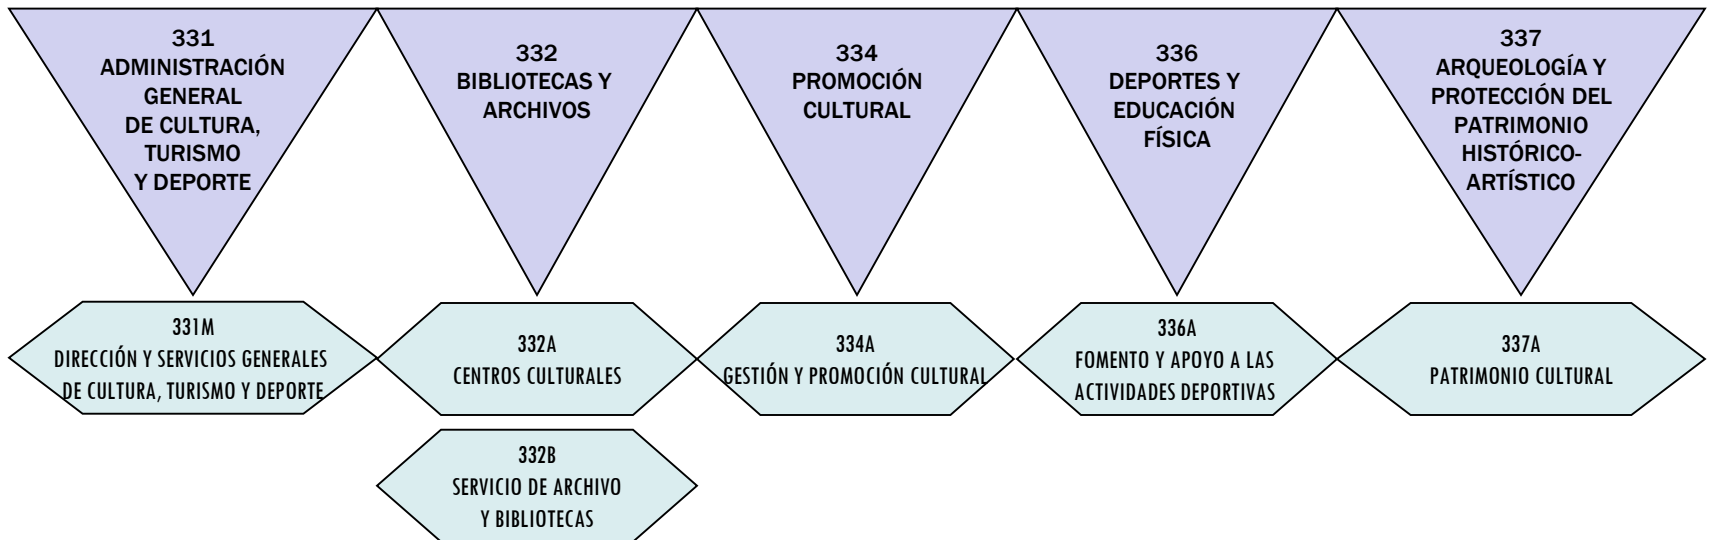 331
ADMINISTRACIÓN
GENERAL
DE CULTURA,
TURISMO
Y DEPORTE
332
BIBLIOTECAS Y
ARCHIVOS
334
PROMOCIÓN
CULTURAL
336
DEPORTES Y
EDUCACIÓN
FÍSICA
337
ARQUEOLOGÍA Y
PROTECCIÓN DEL
PATRIMONIO
HISTÓRICO-
ARTÍSTICO
331M
DIRECCIÓN Y SERVICIOS GENERALES
DE CULTURA, TURISMO Y DEPORTE
332A
CENTROS CULTURALES
334A
GESTIÓN Y PROMOCIÓN CULTURAL
336A
FOMENTO Y APOYO A LAS
ACTIVIDADES DEPORTIVAS
337A
PATRIMONIO CULTURAL
332B
SERVICIO DE ARCHIVO
Y BIBLIOTECAS